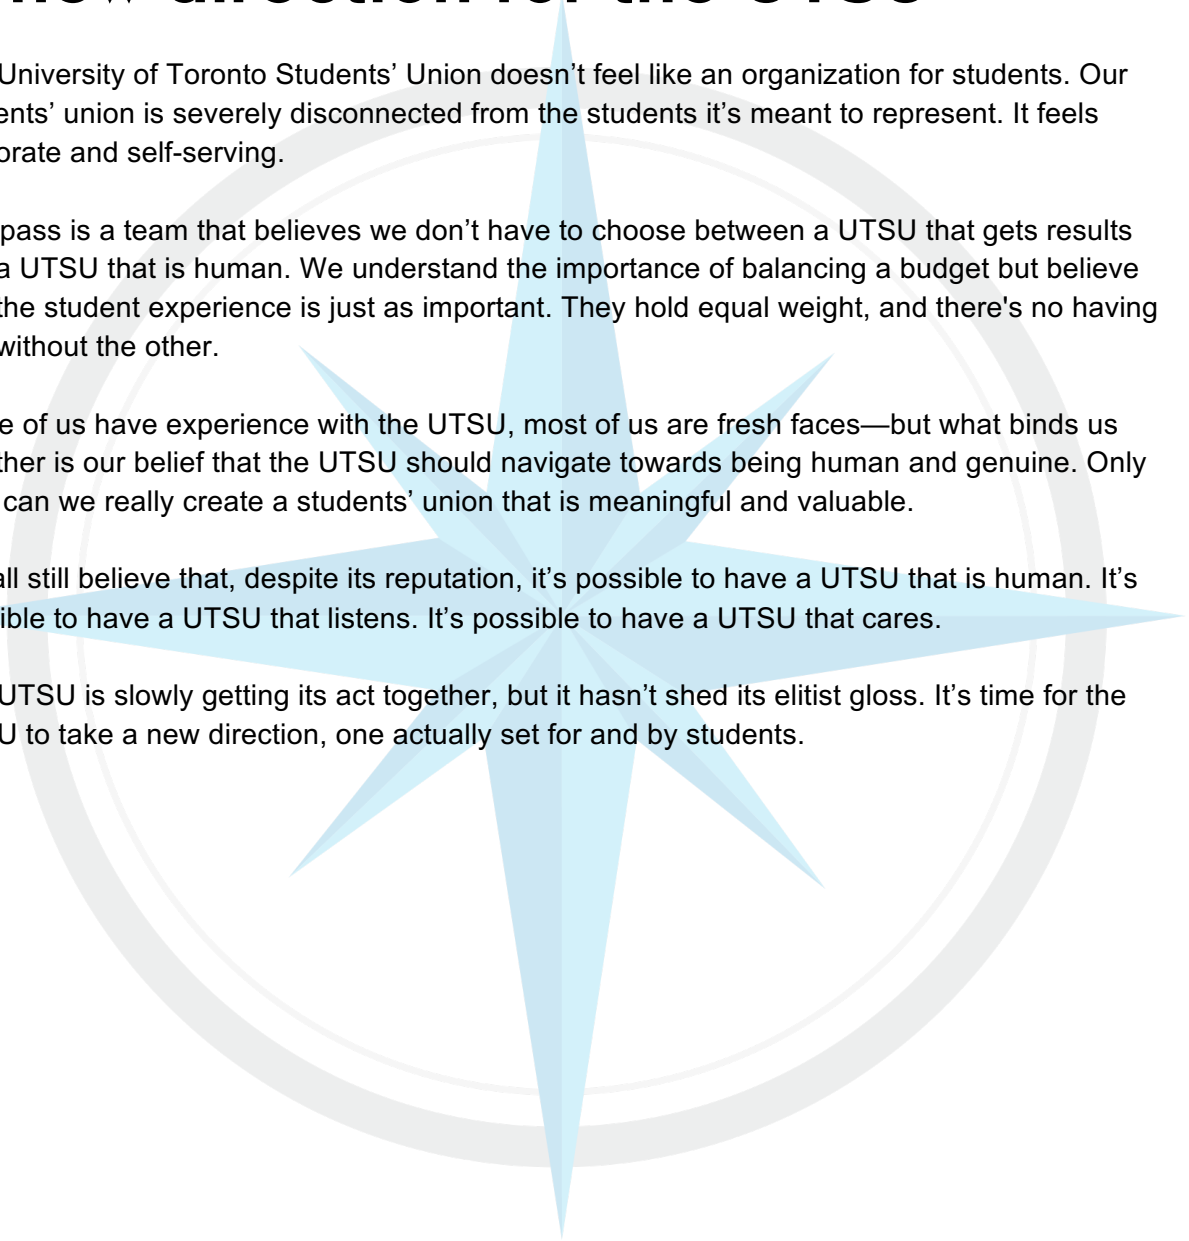 new direction for the UTSU
University of Toronto Students’ Union doesn’t feel like an organization for students. Our
ents’ union is severely disconnected from the students it’s meant to represent. It feels
orate and self-serving.
pass is a team that believes we don’t have to choose between a UTSU that gets results
a UTSU that is human. We understand the importance of balancing a budget but believe
the student experience is just as important. They hold equal weight, and there's no having
without the other.
e of us have experience with the UTSU, most of us are fresh faces—but what binds us
ther is our belief that the UTSU should navigate towards being human and genuine. Only
can we really create a students’ union that is meaningful and valuable.
all still believe that, despite its reputation, it’s possible to have a UTSU that is human. It’s
ible to have a UTSU that listens. It’s possible to have a UTSU that cares.
UTSU is slowly getting its act together, but it hasn’t shed its elitist gloss. It’s time for the
U to take a new direction, one actually set for and by students.